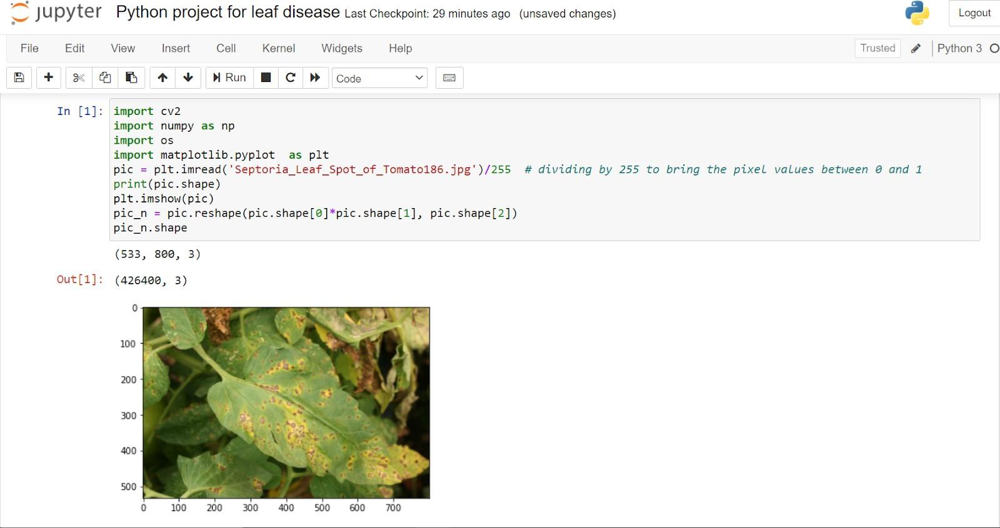 jupyter Python project for leaf disease Last Checkpoint: 29 minutes ago (unsaved changes) Logout
File Edit View Insert Cell Kernel Widgets Help Trusted Python 3
Run Code
In [1]: import cv2
import numpy as np
import os
import matplotlib.pyplot  as plt
pic = plt.imread('Septoria_Leaf_Spot_of_Tomato186.jpg')/255  # dividing by 255 to bring the pixel values between 0 and 1
print(pic.shape)
plt.imshow(pic)
pic_n = pic.reshape(pic.shape[0]*pic.shape[1], pic.shape[2])
pic_n.shape
(533, 800, 3)
Out[1]: (426400, 3)
0
100
200
300
400
500
0 100 200 300 400 500 600 700